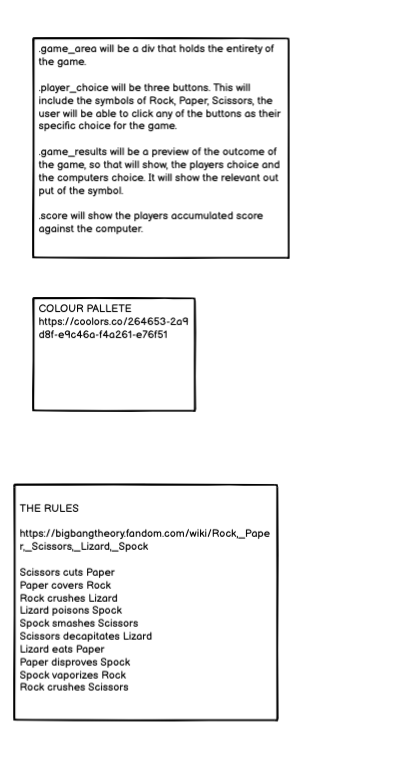 .game_area will be a div that holds the entirety of
the game.
.player_choice will be three buttons. This will
include the symbols of Rock, Paper, Scissors, the
user will be able to click any of the buttons as their
specific choice for the game.
.game_results will be a preview of the outcome of
the game, so that will show, the players choice and
the computers choice. It will show the relevant out
put of the symbol.
.score will show the players accumulated score
against the computer.
COLOUR PALLETE
https://coolors.co/264653-2a9
d8f-e9c46a-f4a261-e76f51
THE RULES
https://bigbangtheory.fandom.com/wiki/Rock,_Pape
r,_Scissors,_Lizard,_Spock
Scissors cuts Paper
Paper covers Rock
Rock crushes Lizard
Lizard poisons Spock
Spock smashes Scissors
Scissors decapitates Lizard
Lizard eats Paper
Paper disproves Spock
Spock vaporizes Rock
Rock crushes Scissors